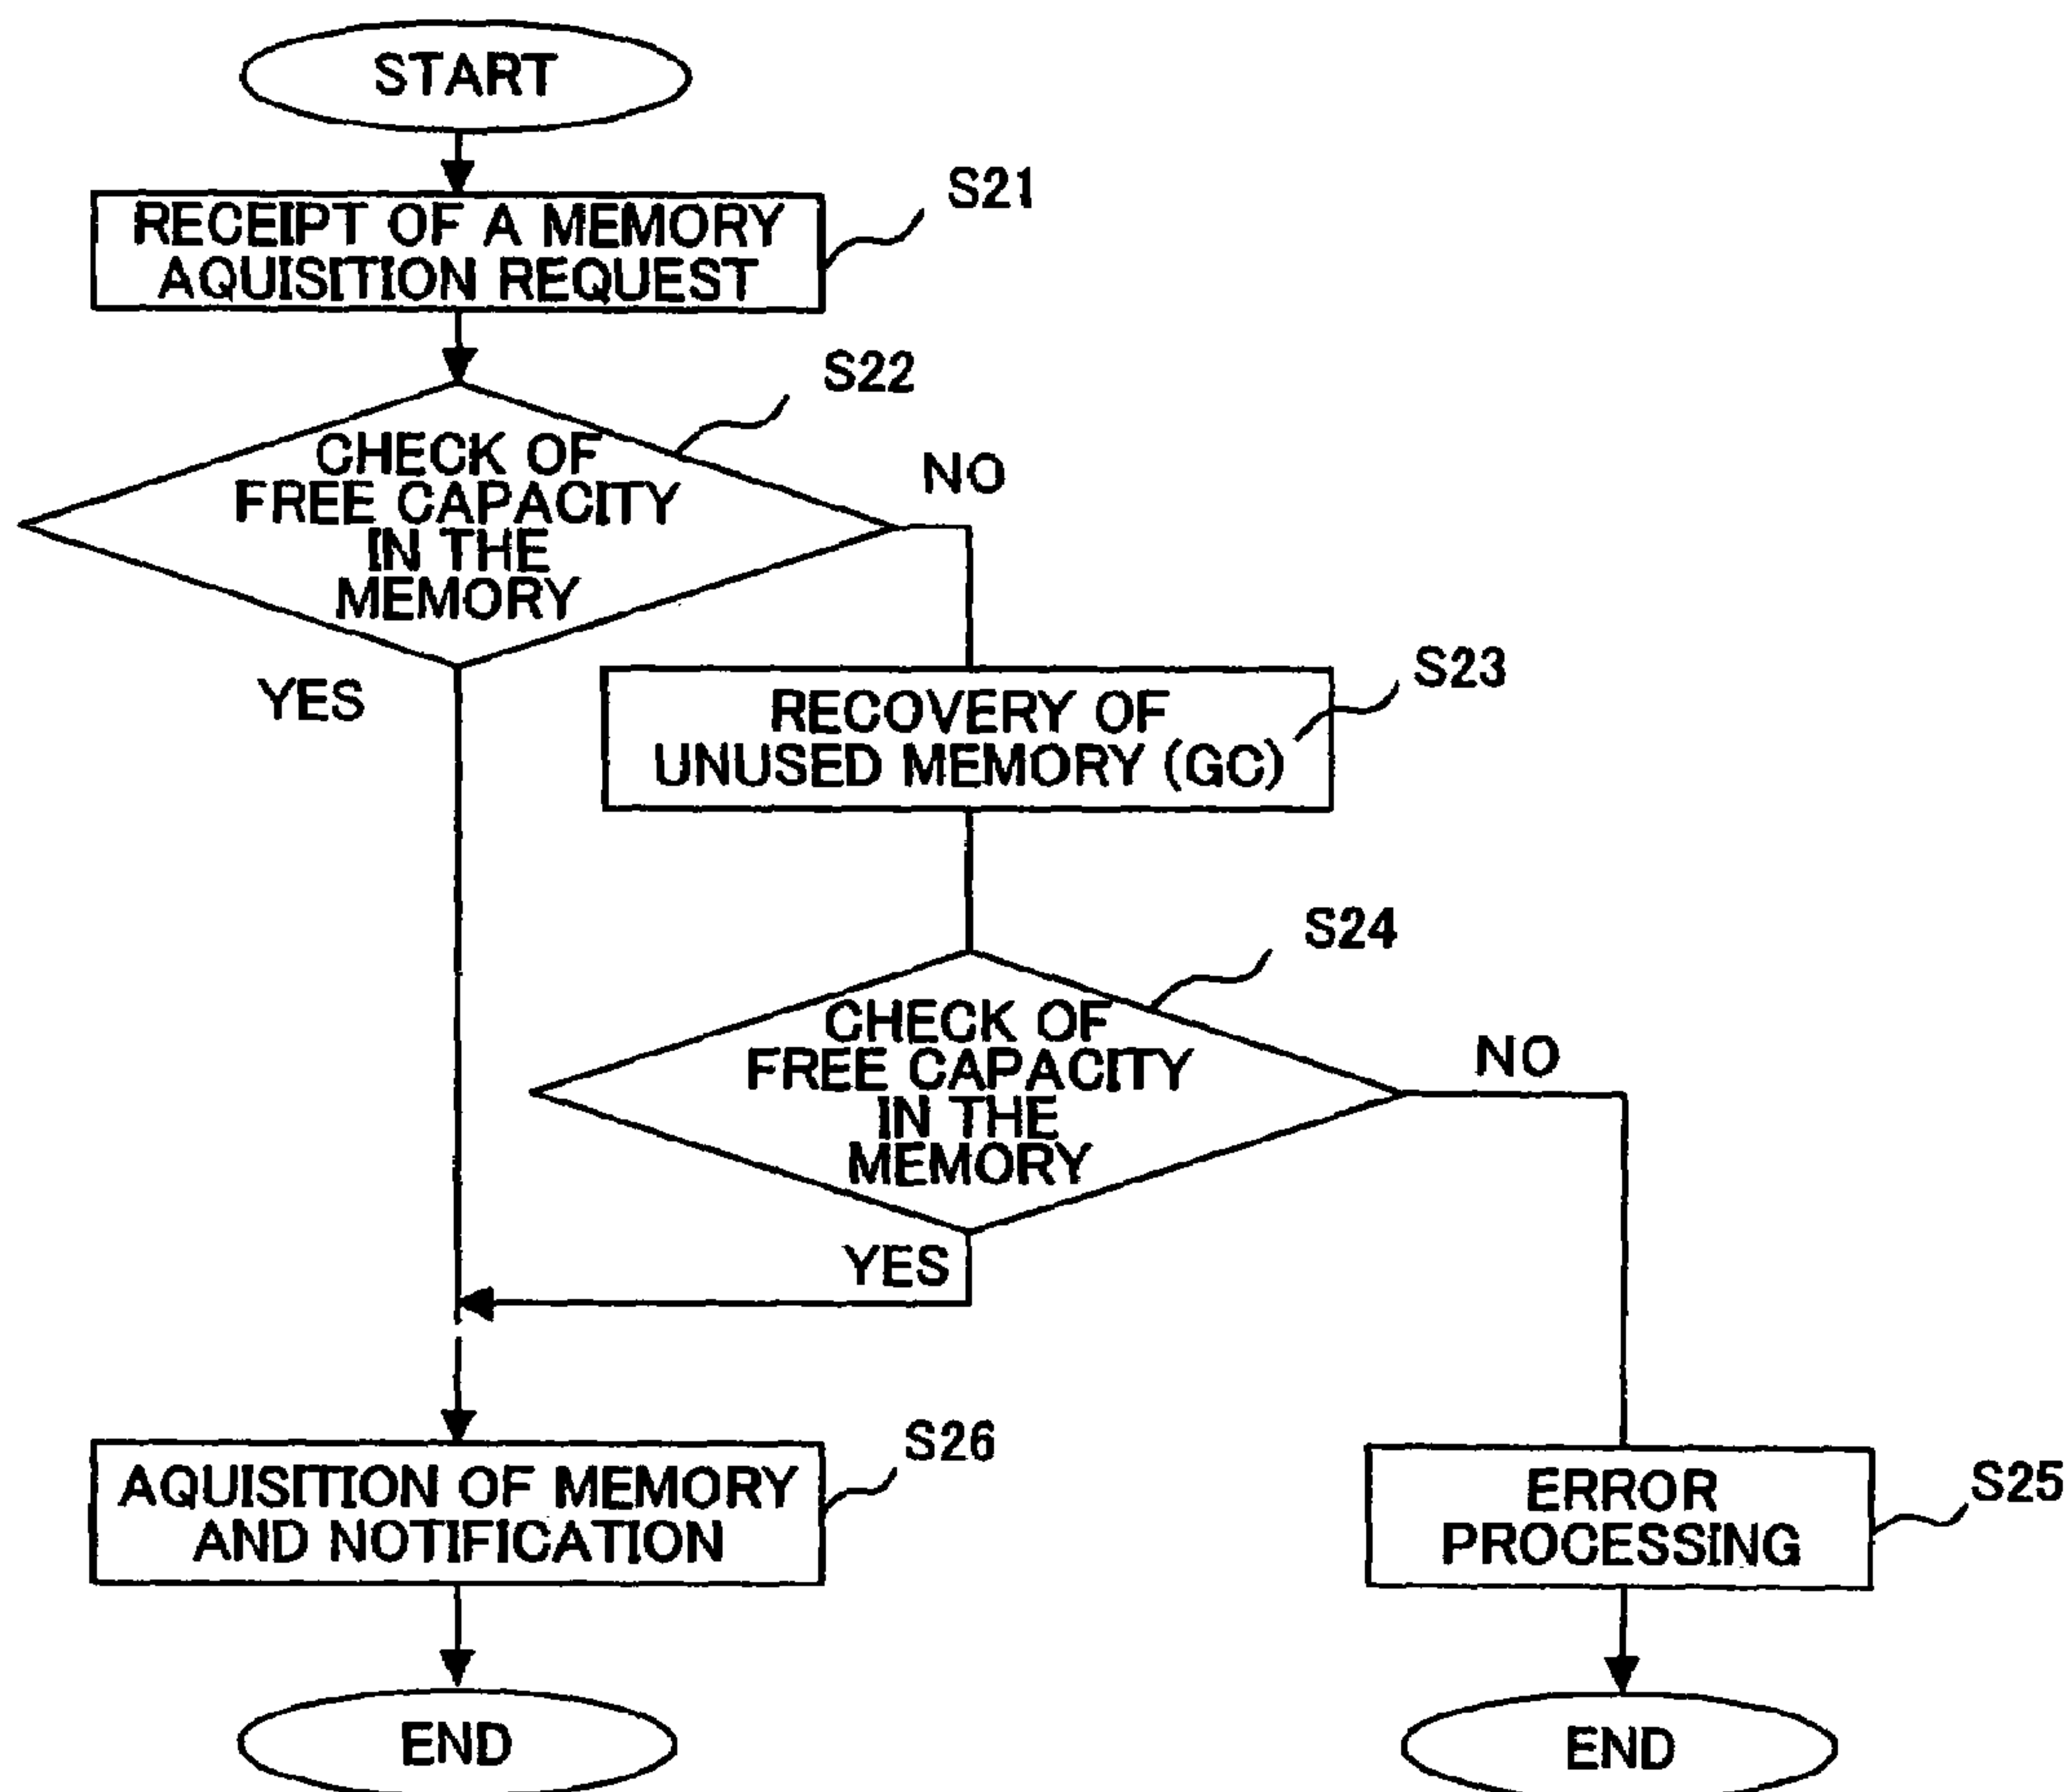 START
S21
RECEIPT OF A MEMORY
AQUISITION REQUEST
S22
CHECK OF
FREE CAPACITY
IN THE
MEMORY
NO
YES
S23
RECOVERY OF
UNUSED MEMORY (GC)
S24
CHECK OF
FREE CAPACITY
IN THE
MEMORY
NO
YES
S26
AQUISITION OF MEMORY
AND NOTIFICATION
S25
ERROR
PROCESSING
END
END